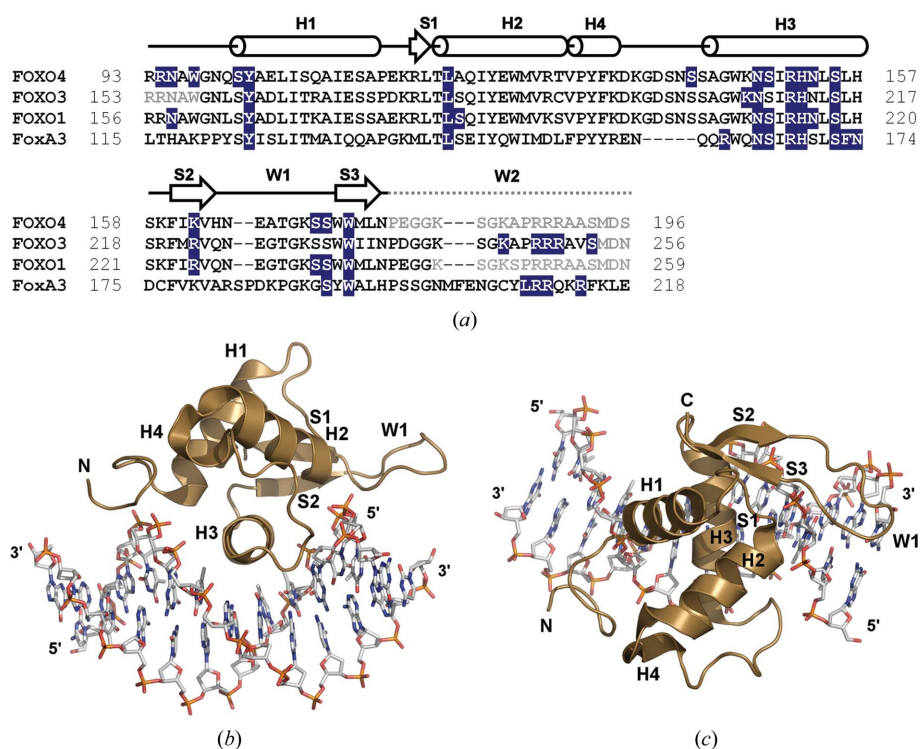 H1 S1 H2 H4 H3
FOXO4 93 RRNAWGNQSYAELISQAIESAPEKRLTLAQIYEWMVRTVPYFKDKGDSNSSAGWKNSIRHNLSLH 157
FOXO3 153 RRNAWGNLSYADLITRAIESSPDKRLTLSQIYEWMVRCVPYFKDKGDSNSSAGWKNSIRHNLSLH 217
FOXO1 156 RRNAWGNLSYADLITKAIESSAEKRLTLSQIYEWMVKSVPYFKDKGDSNSSAGWKNSIRHNLSLH 220
FoxA3 115 LTHAKPPYSYISLITMAIQQAPGKMLTLSEIYQWIMDLFPYYREN-----QQRWQNSIRHSLSFN 174
S2 W1 S3 W2
FOXO4 158 SKFIKVHN--EATGKSSWWMLNPEGGK---SGKAPRRRAASMDS 196
FOXO3 218 SRFMRVQN--EGTGKSSWWIINPDGGK---SGKAPRRRAVSMDN 256
FOXO1 221 SKFIRVQN--EGTGKSSWWMLNPEGGK---SGKSPRRRAASMDN 259
FoxA3 175 DCFVKVARSPDKPGKGSYWALHPSSGNMFENGCYLRRQKRFKLE 218
(a)
H1
S1
H4
H2
W1
N
S2
H3
5'
3'
3'
5'
(b)
C
S2
5'
S3
H1
3'
S1
H3
H2
W1
N
5'
H4
(c)